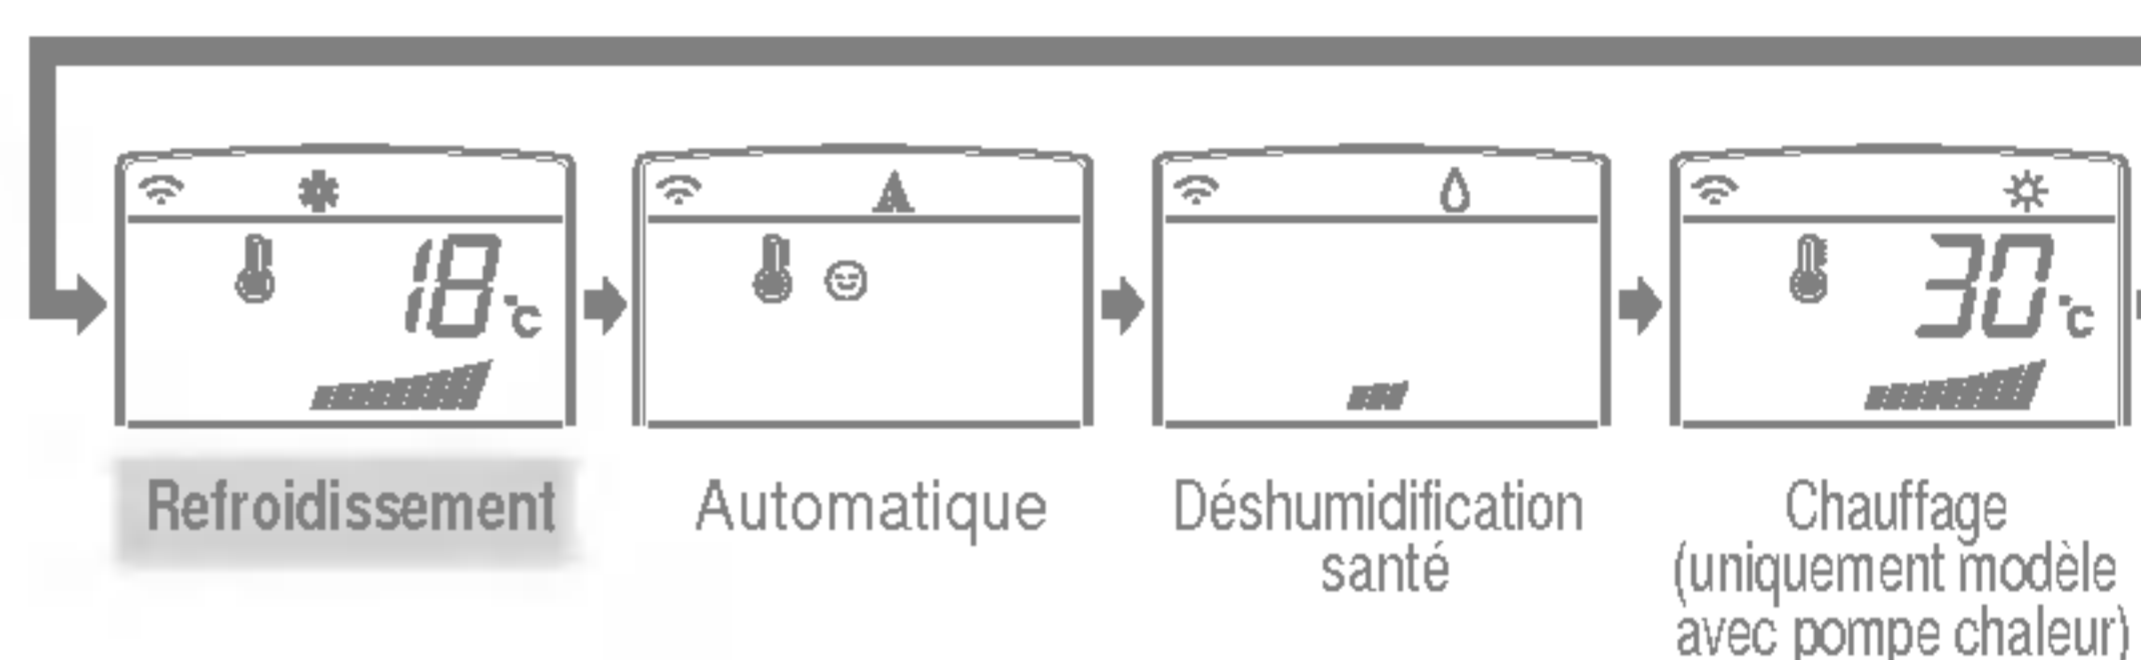 18°C
30°C
Refroidissement
Automatique
Déshumidification
santé
Chauffage
(uniquement modèle
avec pompe chaleur)